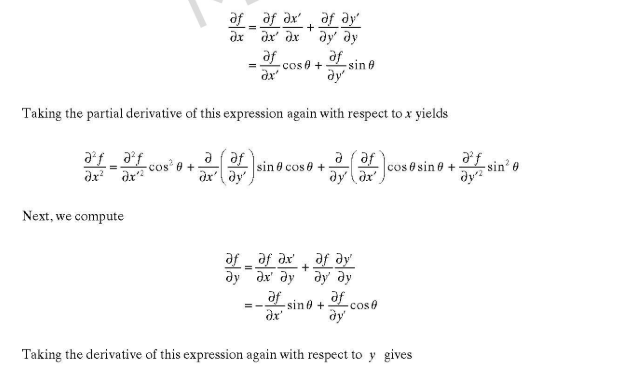 ∂f/∂x = ∂f/∂x′ ∂x′/∂x + ∂f/∂y′ ∂y′/∂y
= ∂f/∂x′ cos θ + ∂f/∂y′ sin θ
Taking the partial derivative of this expression again with respect to x yields
∂²f/∂x² = ∂²f/∂x′² cos² θ + ∂/∂x′ (∂f/∂y′) sin θ cos θ + ∂/∂y′ (∂f/∂x′) cos θ sin θ + ∂²f/∂y′² sin² θ
Next, we compute
∂f/∂y = ∂f/∂x′ ∂x′/∂y + ∂f/∂y′ ∂y′/∂y
= − ∂f/∂x′ sin θ + ∂f/∂y′ cos θ
Taking the derivative of this expression again with respect to y gives